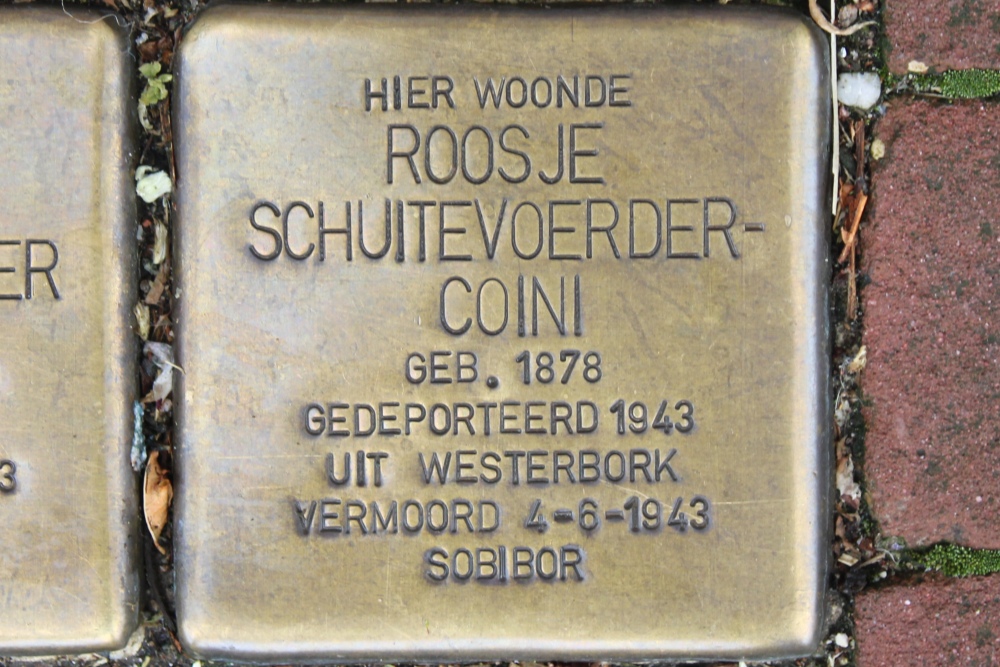 HIER WOONDE
ROOSJE
SCHUITEVOERDER-
COINI
GEB. 1878
GEDEPORTEERD 1943
UIT WESTERBORK
VERMOORD 4-6-1943
SOBIBOR